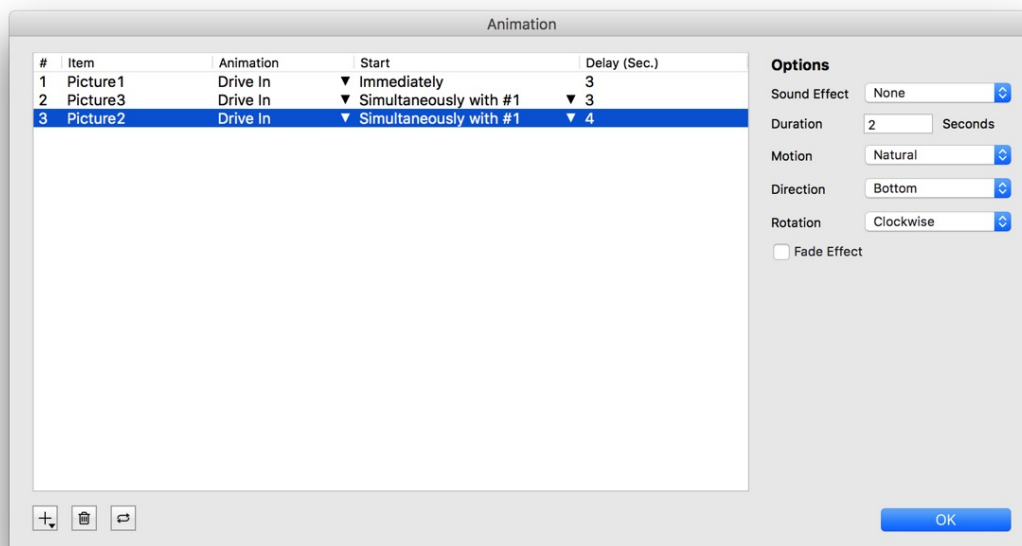 Animation
# Item Animation Start Delay (Sec.)
1 Picture1 Drive In ▼ Immediately 3
2 Picture3 Drive In ▼ Simultaneously with #1 ▼ 3
3 Picture2 Drive In ▼ Simultaneously with #1 ▼ 4
Options
Sound Effect None
Duration 2 Seconds
Motion Natural
Direction Bottom
Rotation Clockwise
Fade Effect
OK